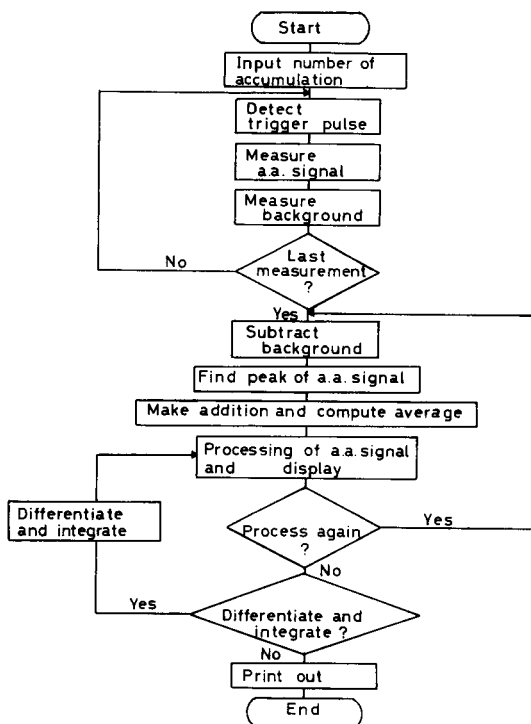 Start
Input number of
accumulation
Detect
trigger pulse
Measure
a.a. signal
Measure
background
Last
measurement
?
No
Yes
Subtract
background
Find peak of a.a. signal
Make addition and compute average
Processing of a.a. signal
and display
Differentiate
and integrate
Process again
?
Yes
No
Differentiate and
integrate ?
Yes
No
Print out
End